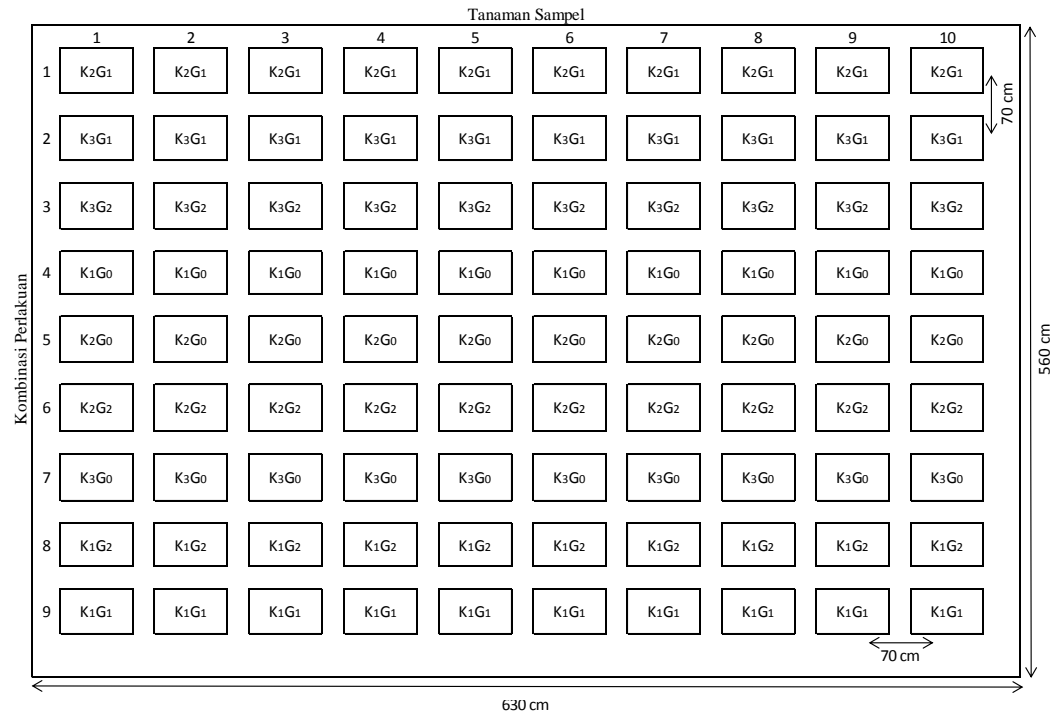 Tanaman Sampel
1 2 3 4 5 6 7 8 9 10
1 K2G1 K2G1 K2G1 K2G1 K2G1 K2G1 K2G1 K2G1 K2G1 K2G1
70 cm
2 K3G1 K3G1 K3G1 K3G1 K3G1 K3G1 K3G1 K3G1 K3G1 K3G1
3 K3G2 K3G2 K3G2 K3G2 K3G2 K3G2 K3G2 K3G2 K3G2 K3G2
4 K1G0 K1G0 K1G0 K1G0 K1G0 K1G0 K1G0 K1G0 K1G0 K1G0
Kombinasi Perlakuan
5 K2G0 K2G0 K2G0 K2G0 K2G0 K2G0 K2G0 K2G0 K2G0 K2G0
560 cm
6 K2G2 K2G2 K2G2 K2G2 K2G2 K2G2 K2G2 K2G2 K2G2 K2G2
7 K3G0 K3G0 K3G0 K3G0 K3G0 K3G0 K3G0 K3G0 K3G0 K3G0
8 K1G2 K1G2 K1G2 K1G2 K1G2 K1G2 K1G2 K1G2 K1G2 K1G2
9 K1G1 K1G1 K1G1 K1G1 K1G1 K1G1 K1G1 K1G1 K1G1 K1G1
70 cm
630 cm